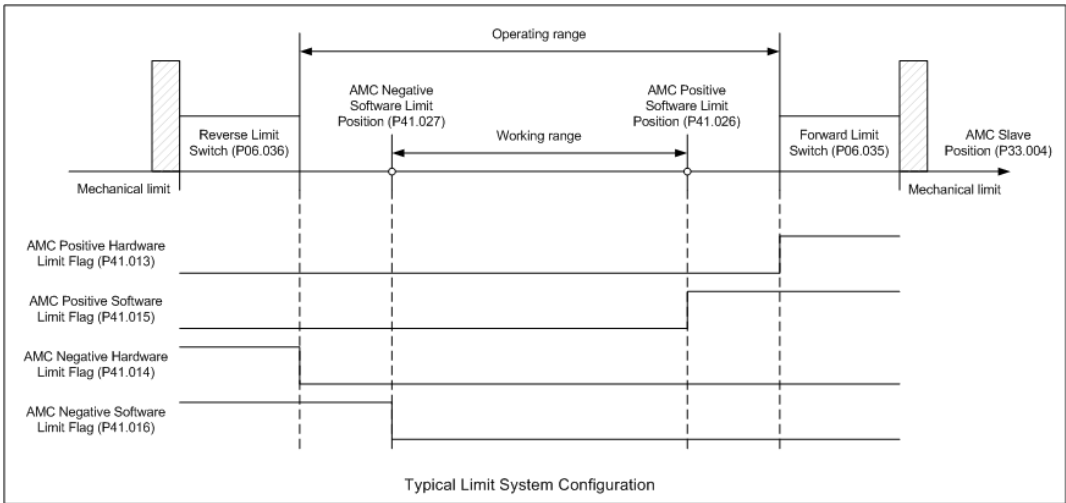 Operating range
AMC Negative
Software Limit
Position (P41.027)
AMC Positive
Software Limit
Position (P41.026)
Reverse Limit
Switch (P06.036)
Working range
Forward Limit
Switch (P06.035)
AMC Slave
Position (P33.004)
Mechanical limit
Mechanical limit
AMC Positive Hardware
Limit Flag (P41.013)
AMC Positive Software
Limit Flag (P41.015)
AMC Negative Hardware
Limit Flag (P41.014)
AMC Negative Software
Limit Flag (P41.016)
Typical Limit System Configuration